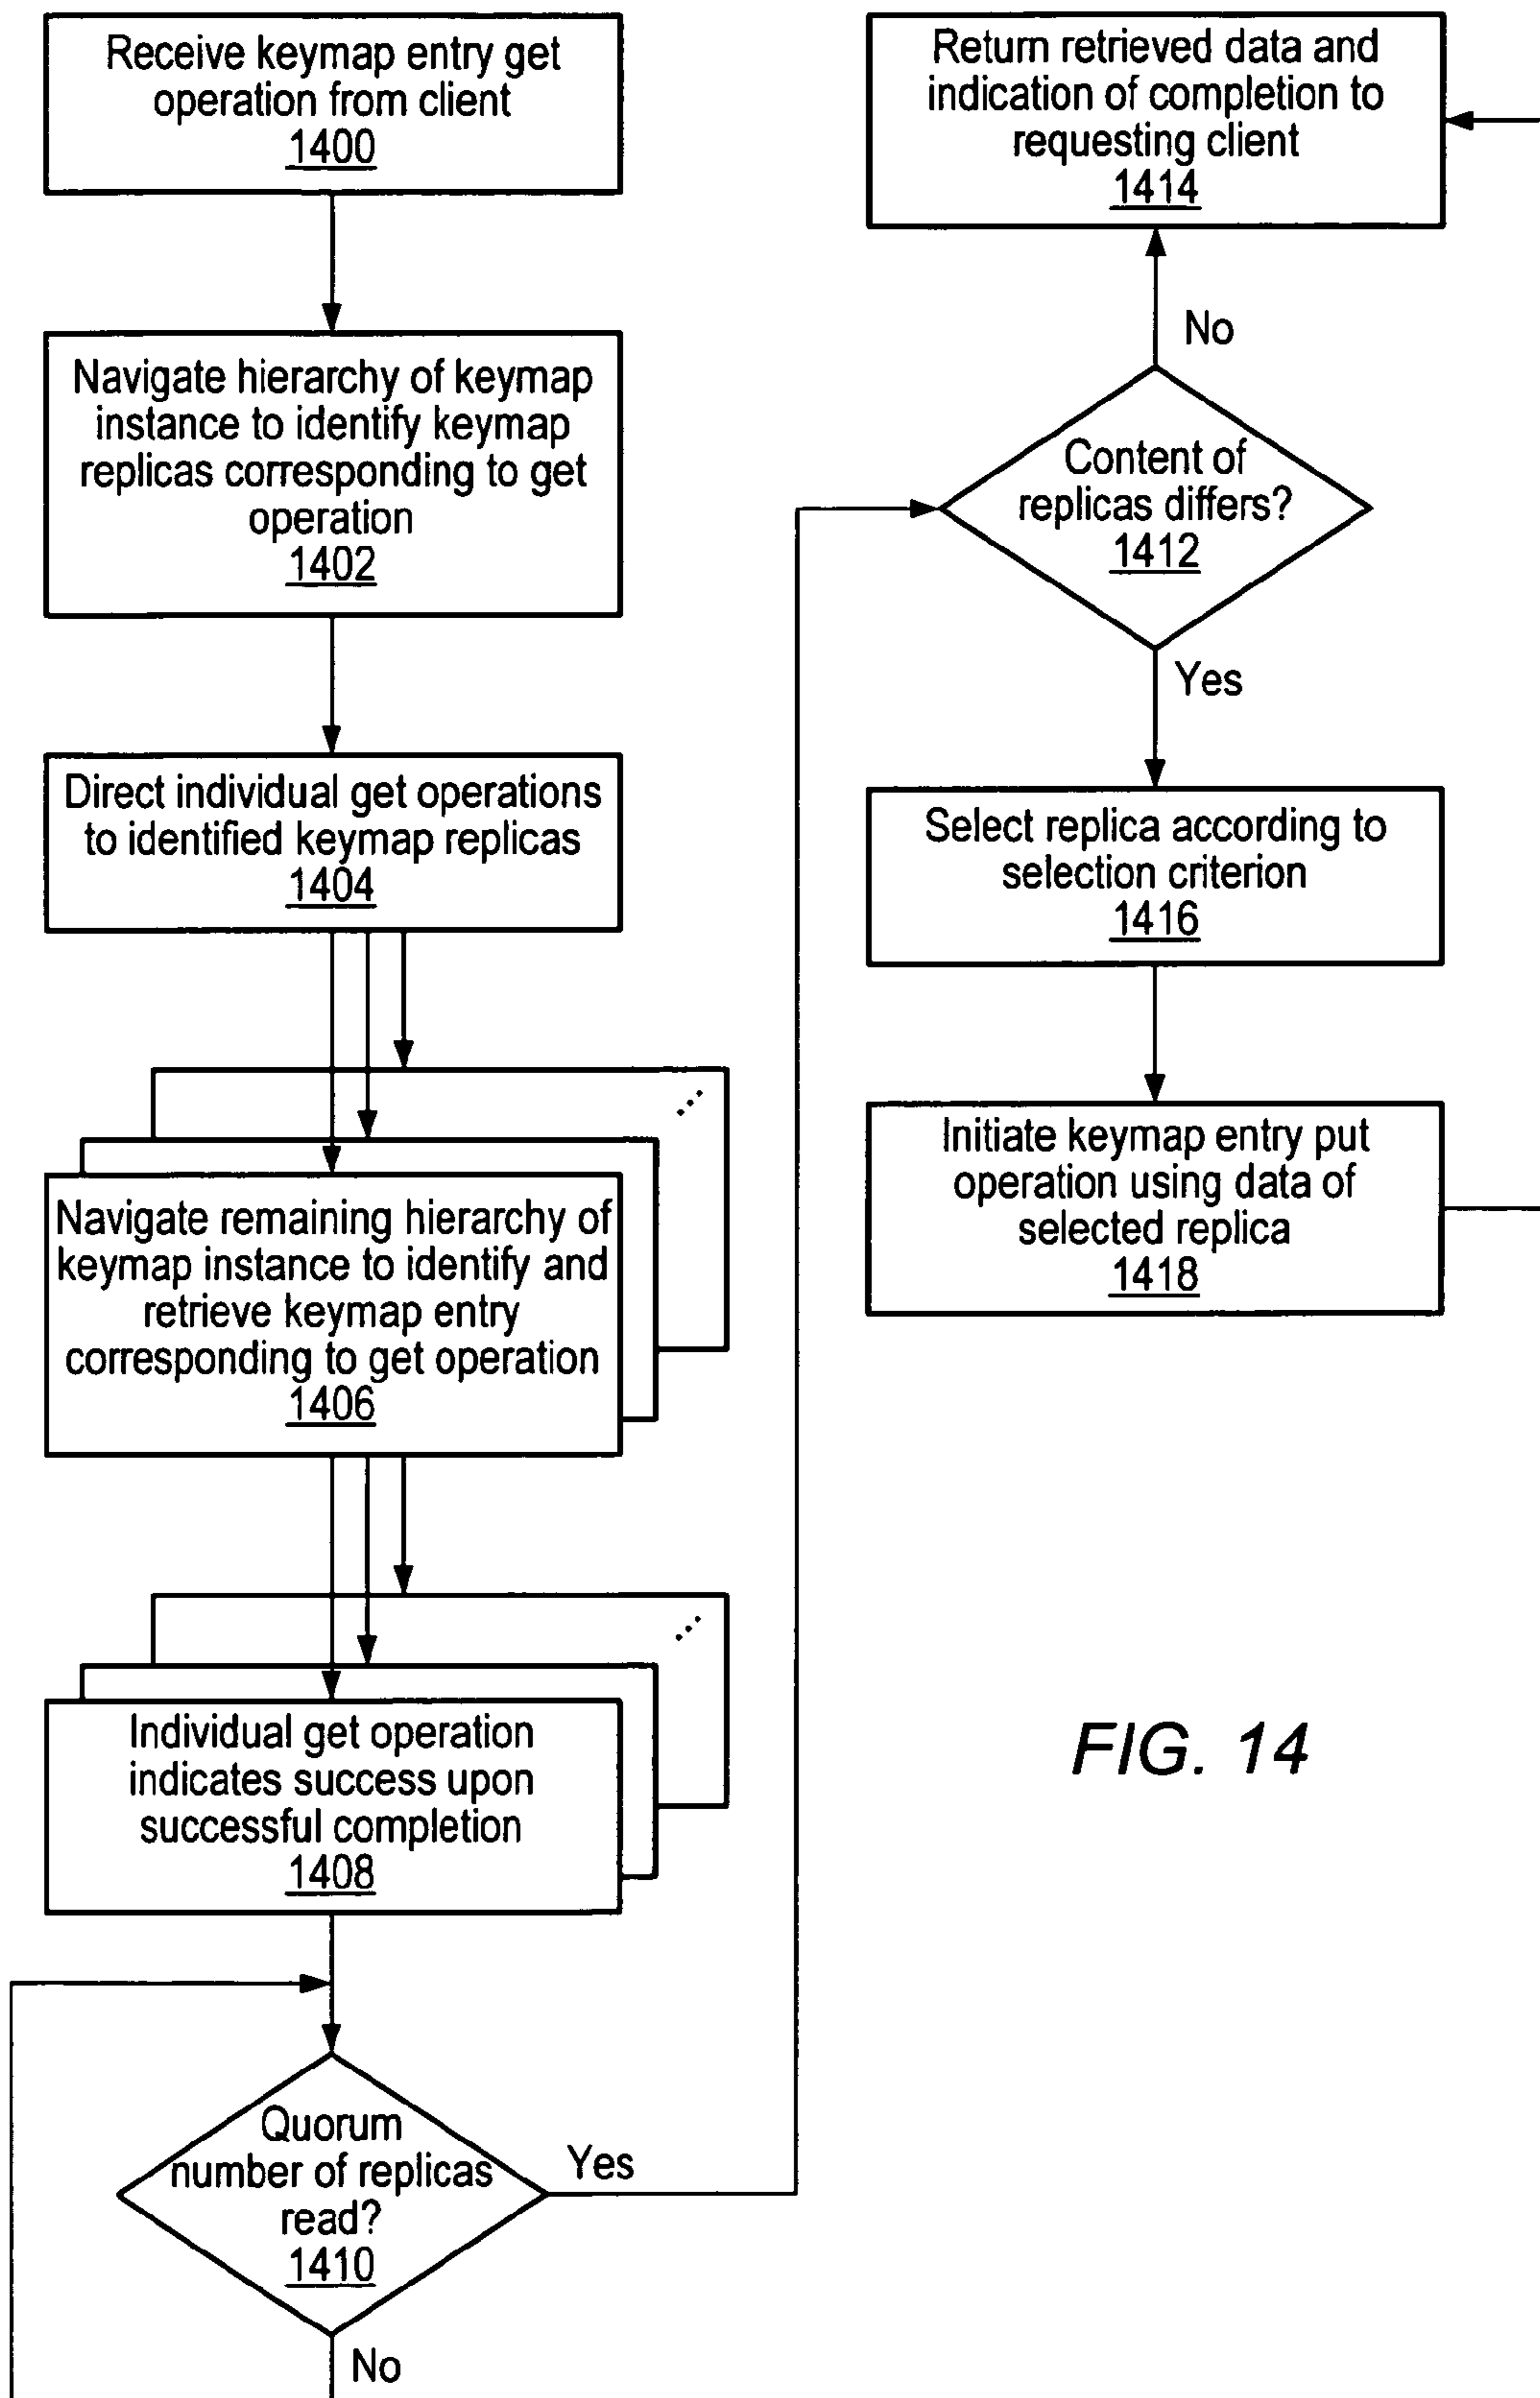 Receive keymap entry get
operation from client
1400
Navigate hierarchy of keymap
instance to identify keymap
replicas corresponding to get
operation
1402
Direct individual get operations
to identified keymap replicas
1404
Navigate remaining hierarchy of
keymap instance to identify and
retrieve keymap entry
corresponding to get operation
1406
Individual get operation
indicates success upon
successful completion
1408
Quorum
number of replicas
read?
1410
Yes
No
Return retrieved data and
indication of completion to
requesting client
1414
No
Content of
replicas differs?
1412
Yes
Select replica according to
selection criterion
1416
Initiate keymap entry put
operation using data of
selected replica
1418
FIG. 14